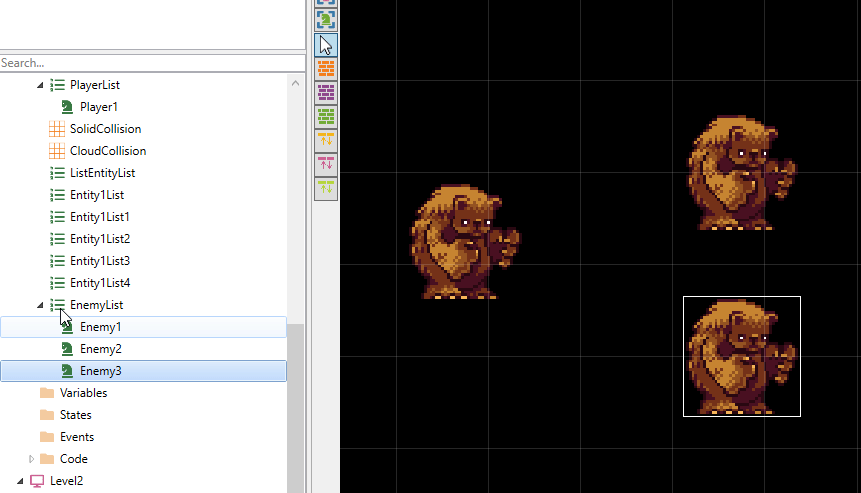 Search...
PlayerList
Player1
SolidCollision
CloudCollision
ListEntityList
Entity1List
Entity1List1
Entity1List2
Entity1List3
Entity1List4
EnemyList
Enemy1
Enemy2
Enemy3
Variables
States
Events
Code
Level2